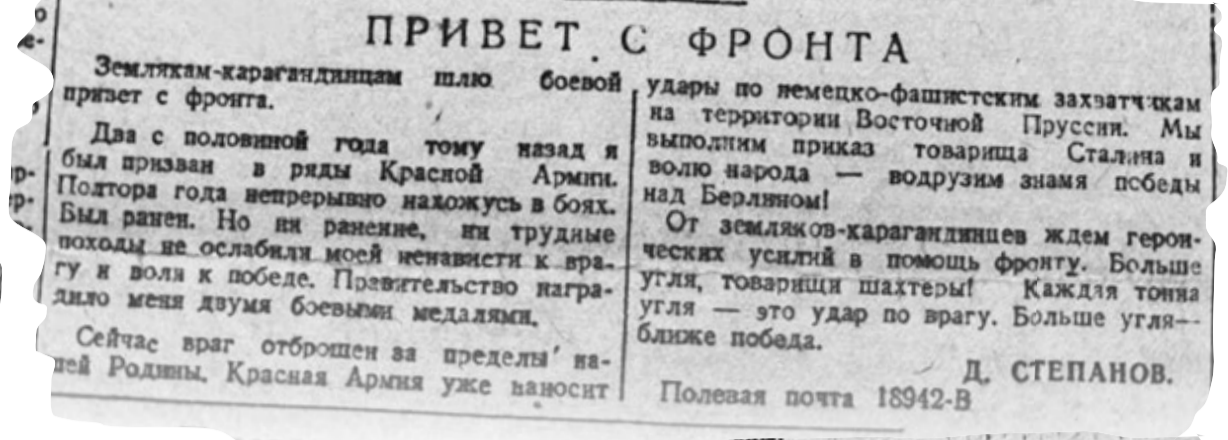 ПРИВЕТ С ФРОНТА
Землякам-карагандинцам шлю боевой
привет с фронта.
Два с половиной года тому назад я
был призван в ряды Красной Армии.
Полтора года непрерывно нахожусь в боях.
Был ранен. Но ни ранение, ни трудные
походы не ослабили моей ненависти к вра-
гу и воли к победе. Правительство награ-
дило меня двумя боевыми медалями.
Сейчас враг отброшен за пределы на-
шей Родины. Красная Армия уже наносит
удары по немецко-фашистским захватчикам
на территории Восточной Пруссии. Мы
выполним приказ товарища Сталина и
волю народа — водрузим знамя победы
над Берлином!
От земляков-карагандинцев ждем герои-
ческих усилий в помощь фронту. Больше
угля, товарищи шахтеры! Каждая тонна
угля — это удар по врагу. Больше угля—
ближе победа.
Д. СТЕПАНОВ.
Полевая почта 18942-В